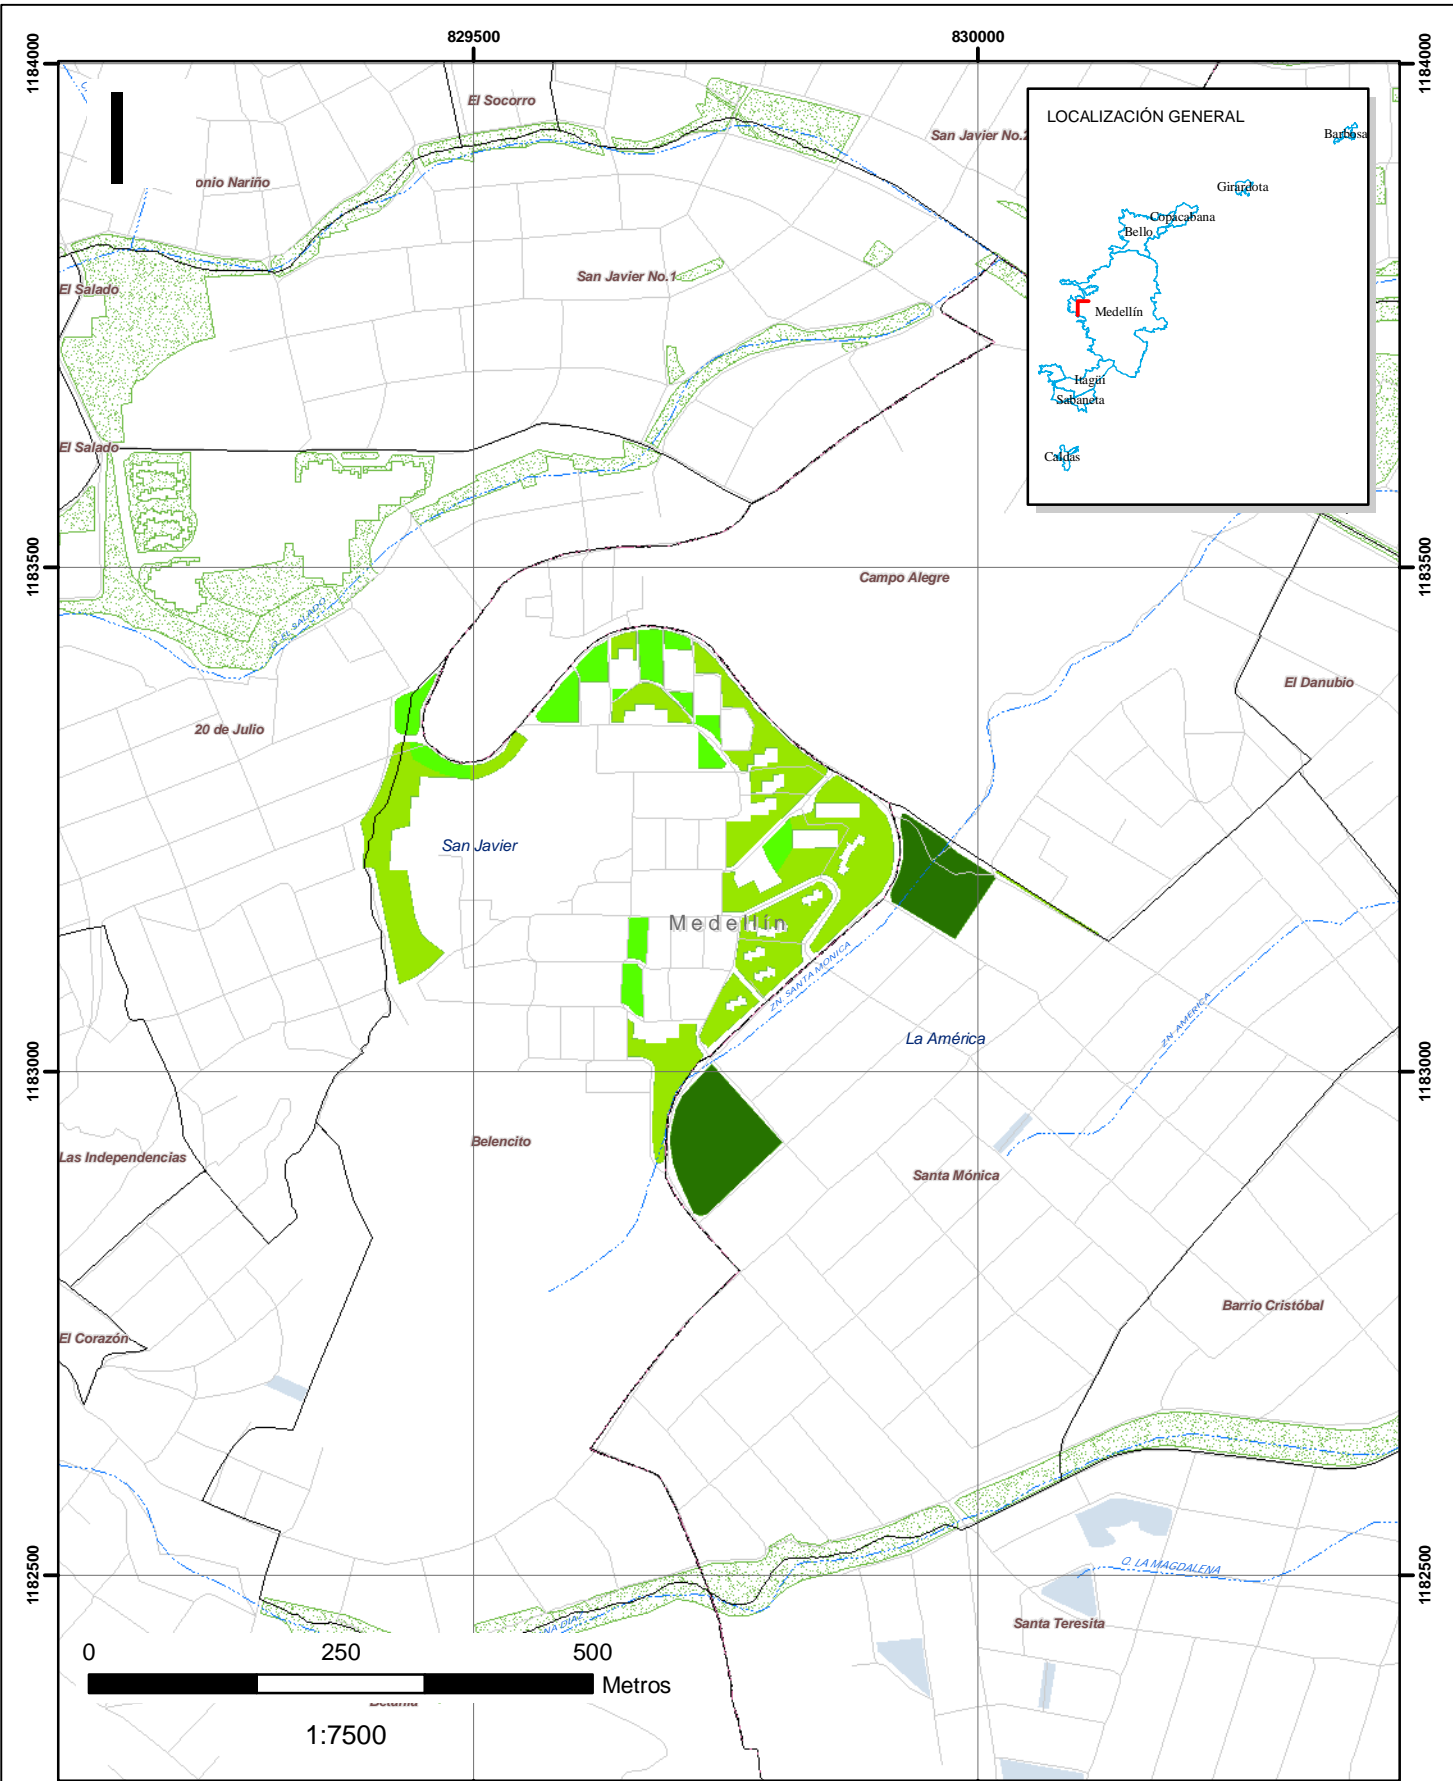 829500
830000
1184000
1184000
El Socorro
LOCALIZACIÓN GENERAL
Barbosa
San Javier No.2
onio Nariño
Girardota
Copacabana
Bello
San Javier No.1
El Salado
Medellín
Itagüí
Sabaneta
El Salado
Caldas
1183500
1183500
Campo Alegre
Q. EL SALADO
El Danubio
20 de Julio
San Javier
Medellín
ZN. SANTA MONICA
ZN. AMERICA
La América
1183000
1183000
Belencito
Las Independencias
Santa Mónica
Barrio Cristóbal
El Corazón
1182500
1182500
Q. LA MAGDALENA
NA DIAZ
Santa Teresita
0 250 500
Metros
Betania
1:7500